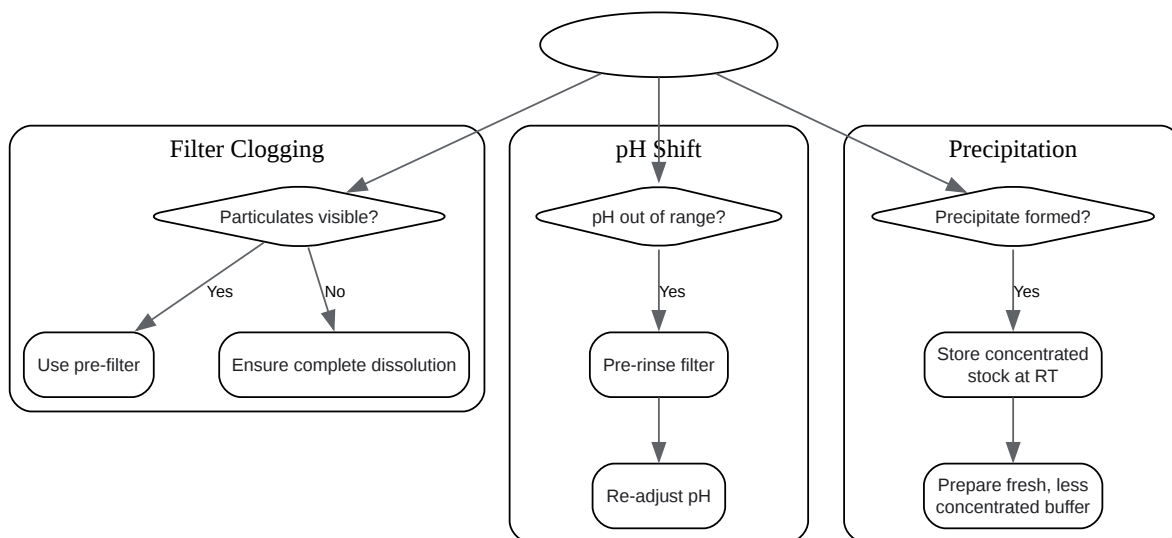 Filter Clogging
pH Shift
Precipitation
Particulates visible?
pH out of range?
Precipitate formed?
Yes
No
Yes
Yes
Use pre-filter
Ensure complete dissolution
Pre-rinse filter
Store concentrated
stock at RT
Re-adjust pH
Prepare fresh, less
concentrated buffer